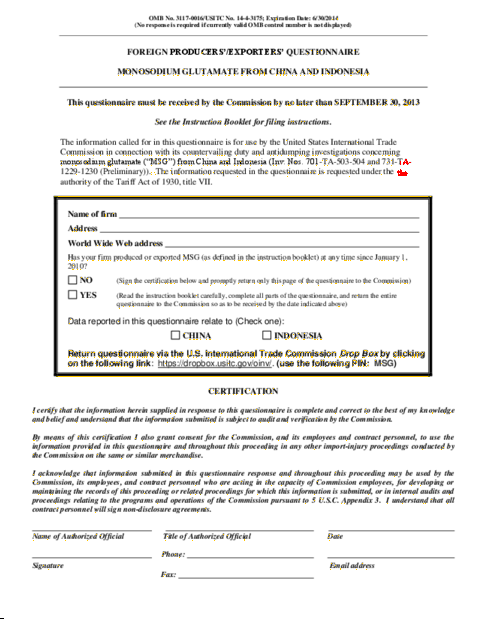 OMB No. 3117-0016/USITC No. 14-4-3175; Expiration Date: 6/30/2014
(No response is required if currently valid OMB control number is not displayed)
FOREIGN PRODUCERS'/EXPORTERS' QUESTIONNAIRE
MONOSODIUM GLUTAMATE FROM CHINA AND INDONESIA
This questionnaire must be received by the Commission by no later than SEPTEMBER 30, 2013
See the Instruction Booklet for filing instructions.
The information called for in this questionnaire is for use by the United States International Trade
Commission in connection with its countervailing duty and antidumping investigations concerning
monosodium glutamate ("MSG") from China and Indonesia (Inv. Nos. 701-TA-503-504 and 731-TA-
1229-1230 (Preliminary)). The information requested in the questionnaire is requested under the
authority of the Tariff Act of 1930, title VII.
Name of firm
Address
World Wide Web address
Has your firm produced or exported MSG (as defined in the instruction booklet) at any time since January 1,
2010?
NO (Sign the certification below and promptly return only this page of the questionnaire to the Commission)
YES (Read the instruction booklet carefully, complete all parts of the questionnaire, and return the entire
questionnaire to the Commission so as to be received by the date indicated above)
Data reported in this questionnaire relate to (Check one):
CHINA INDONESIA
Return questionnaire via the U.S. International Trade Commission Drop Box by clicking
on the following link: https://dropbox.usitc.gov/oinv/. (use the following PIN: MSG)
CERTIFICATION
I certify that the information herein supplied in response to this questionnaire is complete and correct to the best of my knowledge
and belief and understand that the information submitted is subject to audit and verification by the Commission.
By means of this certification I also grant consent for the Commission, and its employees and contract personnel, to use the
information provided in this questionnaire and throughout this proceeding in any other import-injury proceedings conducted by
the Commission on the same or similar merchandise.
I acknowledge that information submitted in this questionnaire response and throughout this proceeding may be used by the
Commission, its employees, and contract personnel who are acting in the capacity of Commission employees, for developing or
maintaining the records of this proceeding or related proceedings for which this information is submitted, or in internal audits and
proceedings relating to the programs and operations of the Commission pursuant to 5 U.S.C. Appendix 3. I understand that all
contract personnel will sign non-disclosure agreements.
Name of Authorized Official Title of Authorized Official Date
Phone:
Signature Email address
Fax: